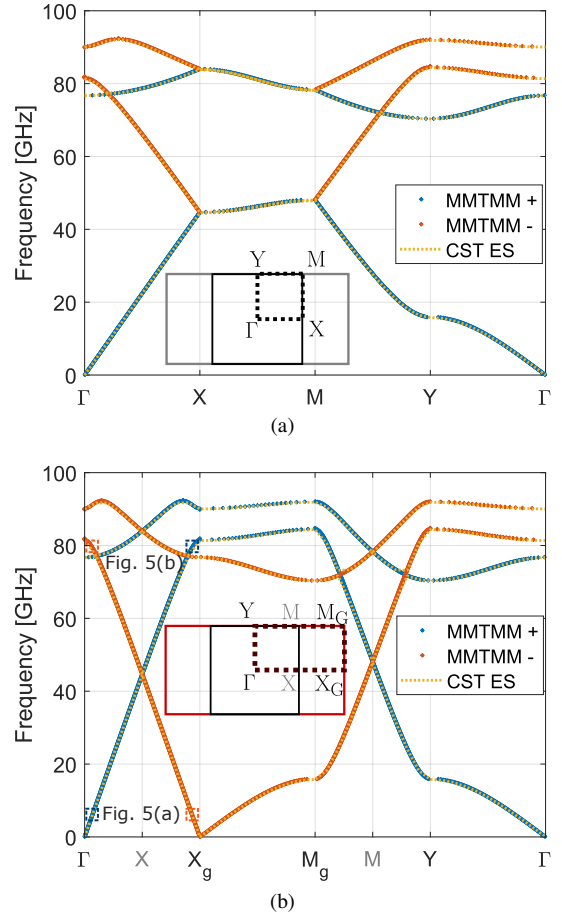 100
80
60
40
20
0
Frequency [GHz]
MMTMM +
MMTMM -
CST ES
Y M
Γ X
Γ X M Y Γ
(a)
100
80
60
40
20
0
Frequency [GHz]
Fig. 5(b)
Y M M_G
Γ X X_G
MMTMM +
MMTMM -
CST ES
Fig. 5(a)
Γ X X_g M_g M Y Γ
(b)